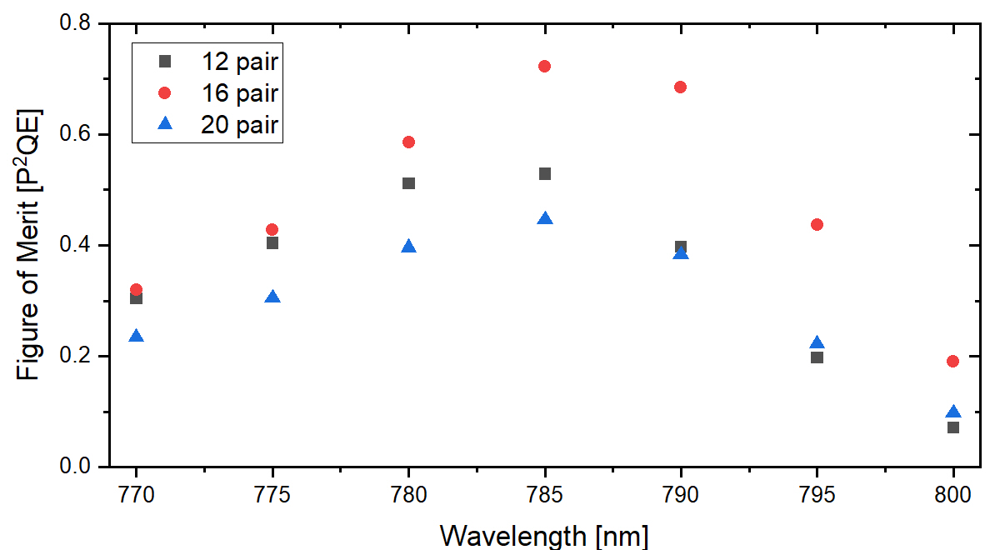 0.8
0.6
0.4
0.2
0.0
Figure of Merit [P²QE]
12 pair
16 pair
20 pair
770 775 780 785 790 795 800
Wavelength [nm]